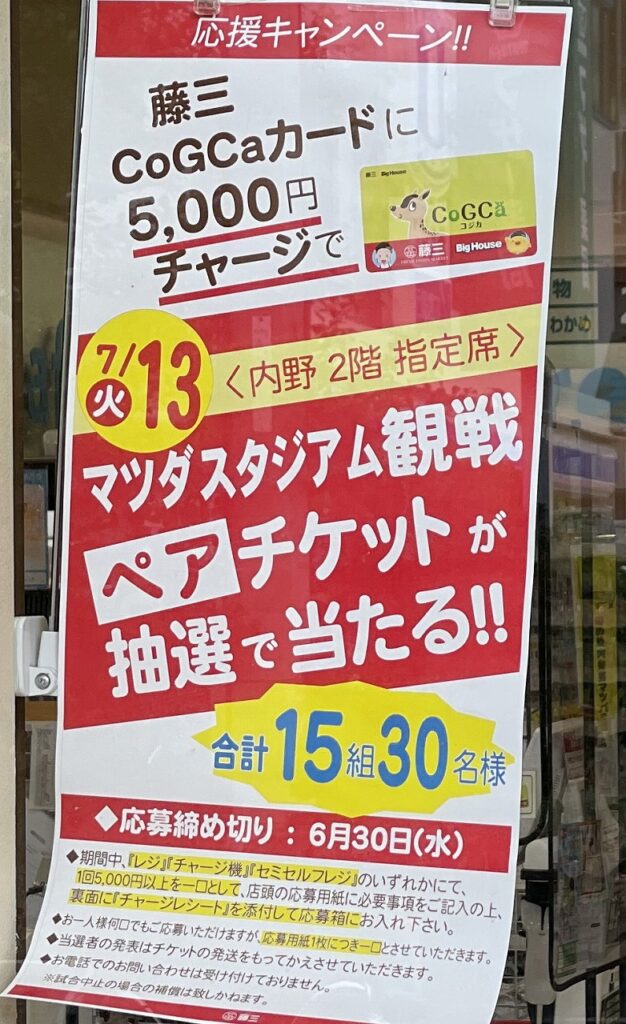 応援キャンペーン!!
藤三
CoGCaカードに
5,000円
チャージで
藤三 BigHouse
CoGCa
コジカ
藤三 BigHouse
7/13
火
〈内野 2階 指定席〉
マツダスタジアム観戦
ペアチケットが
抽選で当たる!!
合計15組30名様
◆応募締め切り : 6月30日(水)
◆期間中、『レジ』『チャージ機』『セミセルフレジ』のいずれかにて、
1回5,000円以上を一口として、店頭の応募用紙に必要事項をご記入の上、
裏面に『チャージレシート』を添付して応募箱にお入れ下さい。
◆お一人様何口でもご応募いただけますが、応募用紙1枚につき一口とさせていただきます。
◆当選者の発表はチケットの発送をもってかえさせていただきます。
◆お電話でのお問い合わせは受け付けておりません。
※試合中止の場合の補償は致しかねます。
藤三
物
わかめ